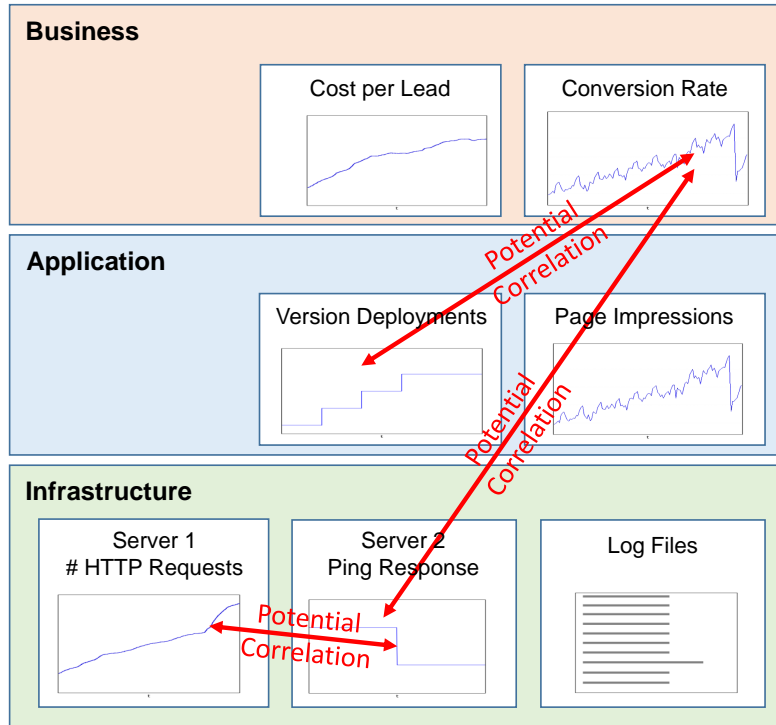 Business
Cost per Lead
Conversion Rate
Potential
Correlation
Application
Version Deployments
Page Impressions
Potential
Correlation
Infrastructure
Server 1
# HTTP Requests
Server 2
Ping Response
Log Files
Potential
Correlation